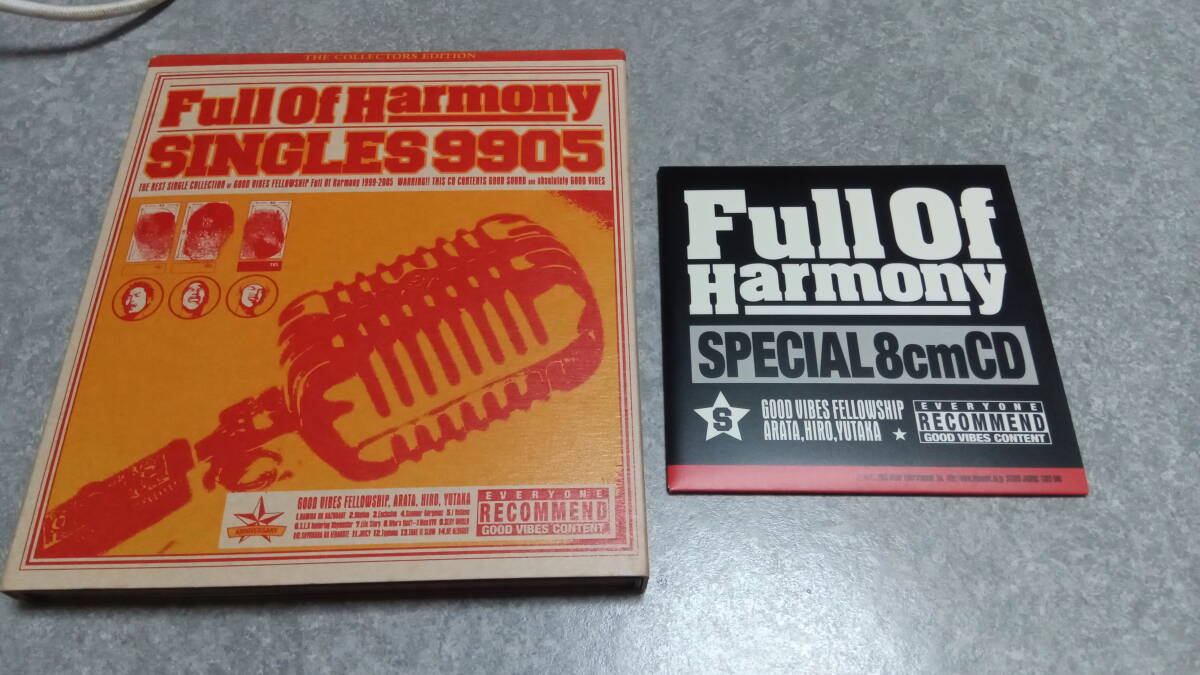 THE COLLECTORS EDITION
Full Of Harmony
SINGLES 9905
THE BEST SINGLE COLLECTION of GOOD VIBES FELLOWSHIP Full Of Harmony 1999-2005 WARNING!! THIS CD CONTENTS GOOD SOUND and Absolutely GOOD VIBES
ANNIVERSARY
GOOD VIBES FELLOWSHIP. ARATA, HIRO, YUTAKA
EVERYONE
RECOMMEND
GOOD VIBES CONTENT
Full Of
Harmony
SPECIAL 8cmCD
S
GOOD VIBES FELLOWSHIP
ARATA, HIRO, YUTAKA
EVERYONE
RECOMMEND
GOOD VIBES CONTENT